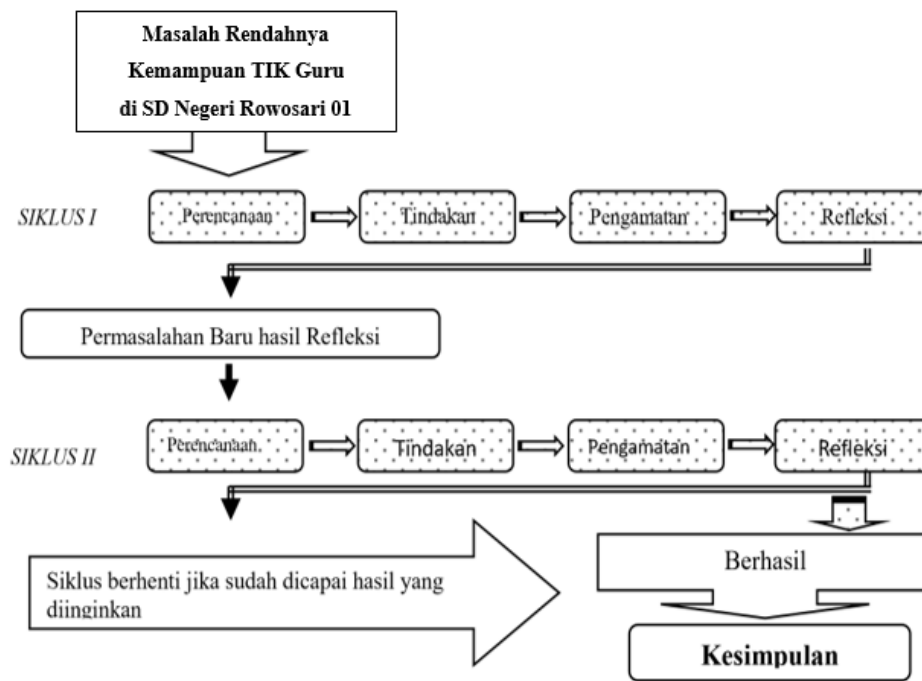 Masalah Rendahnya
Kemampuan TIK Guru
di SD Negeri Rowosari 01
SIKLUS I
Perencanaan
Tindakan
Pengamatan
Refleksi
Permasalahan Baru hasil Refleksi
SIKLUS II
Perencanaan
Tindakan
Pengamatan
Refleksi
Siklus berhenti jika sudah dicapai hasil yang
diinginkan
Berhasil
Kesimpulan